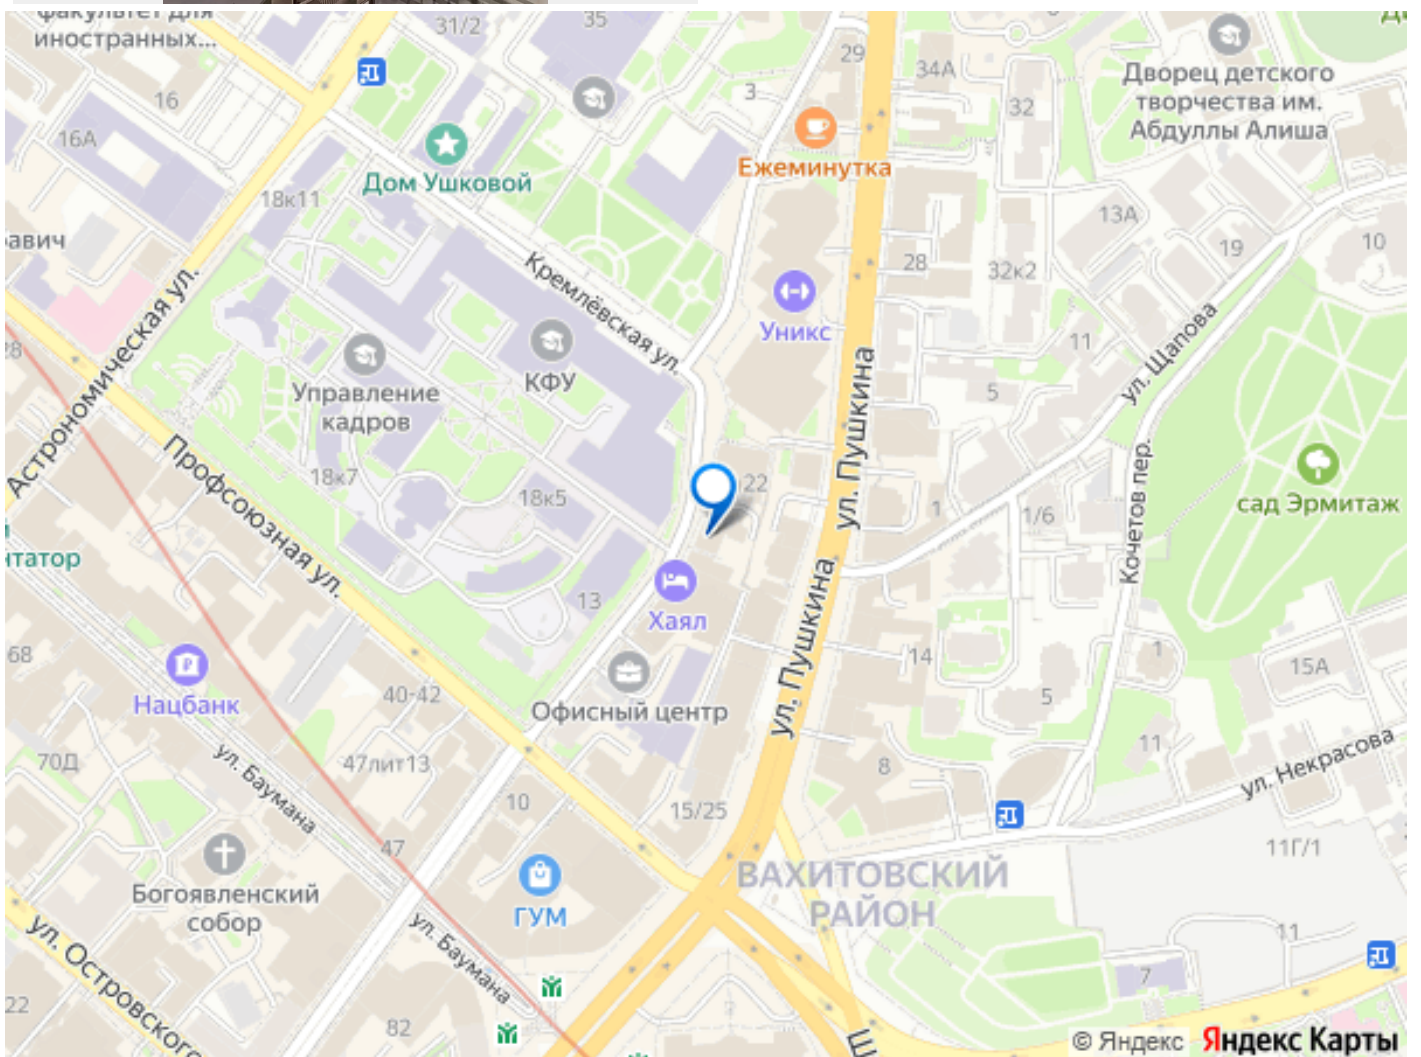 факультет для
иностранных...
31/2
35
29
34А
3
32
Дворец детского
творчества им.
Абдуллы Алиша
16
16А
Ежеминутка
Дом Ушковой
18к11
13А
19
10
авич
28
32к2
Кремлёвская ул.
Уникс
11
ул. Щапова
28
КФУ
Управление
кадров
5
ул. Пушкина
Астрономическая ул.
Профсоюзная ул.
18к7
18к5
22
1
1/6
Кочетов пер.
сад Эрмитаж
нтатор
13
Хаял
ул. Пушкина
68
14
1
15А
Нацбанк
40-42
Офисный центр
5
70Д
ул. Баумана
47лит13
8
11
ул. Некрасова
10
15/25
47
11Г/1
Богоявленский
собор
ГУМ
ВАХИТОВСКИЙ
РАЙОН
ул. Островского
ул. Баумана
11
7
22
82
© Яндекс Яндекс Карты